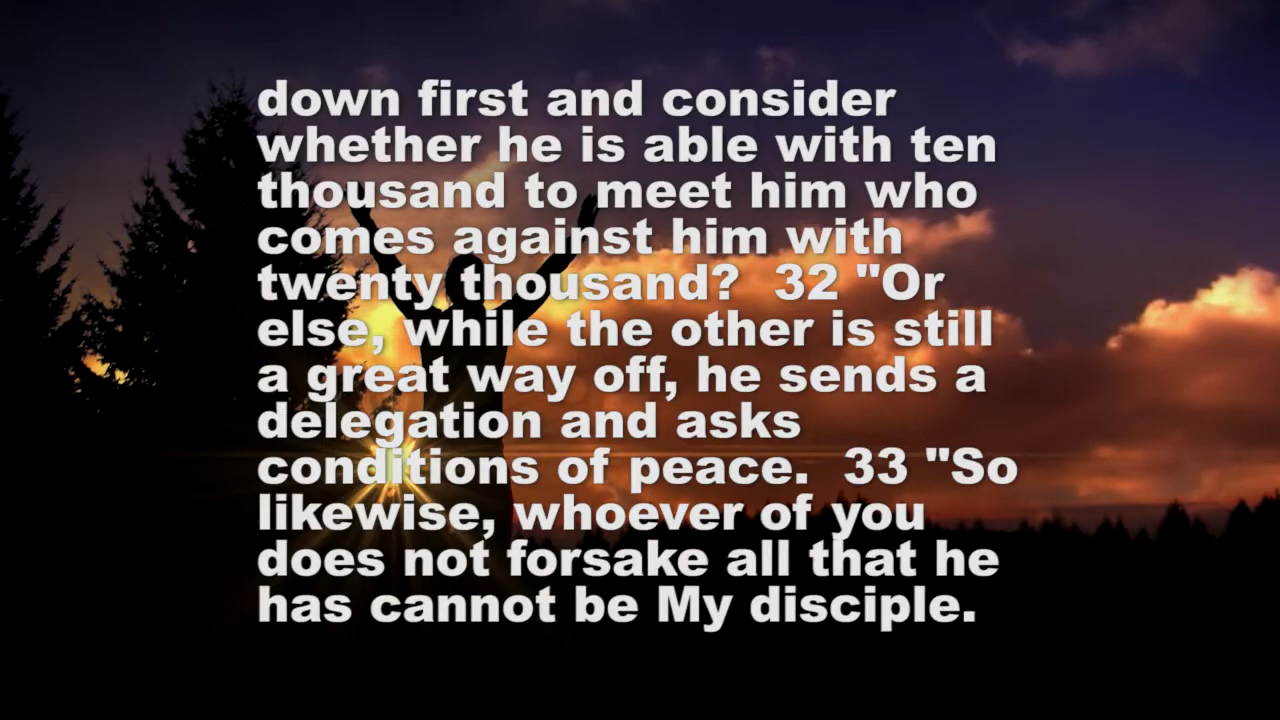 down first and consider
whether he is able with ten
thousand to meet him who
comes against him with
twenty thousand?  32 "Or
else, while the other is still
a great way off, he sends a
delegation and asks
conditions of peace.  33 "So
likewise, whoever of you
does not forsake all that he
has cannot be My disciple.